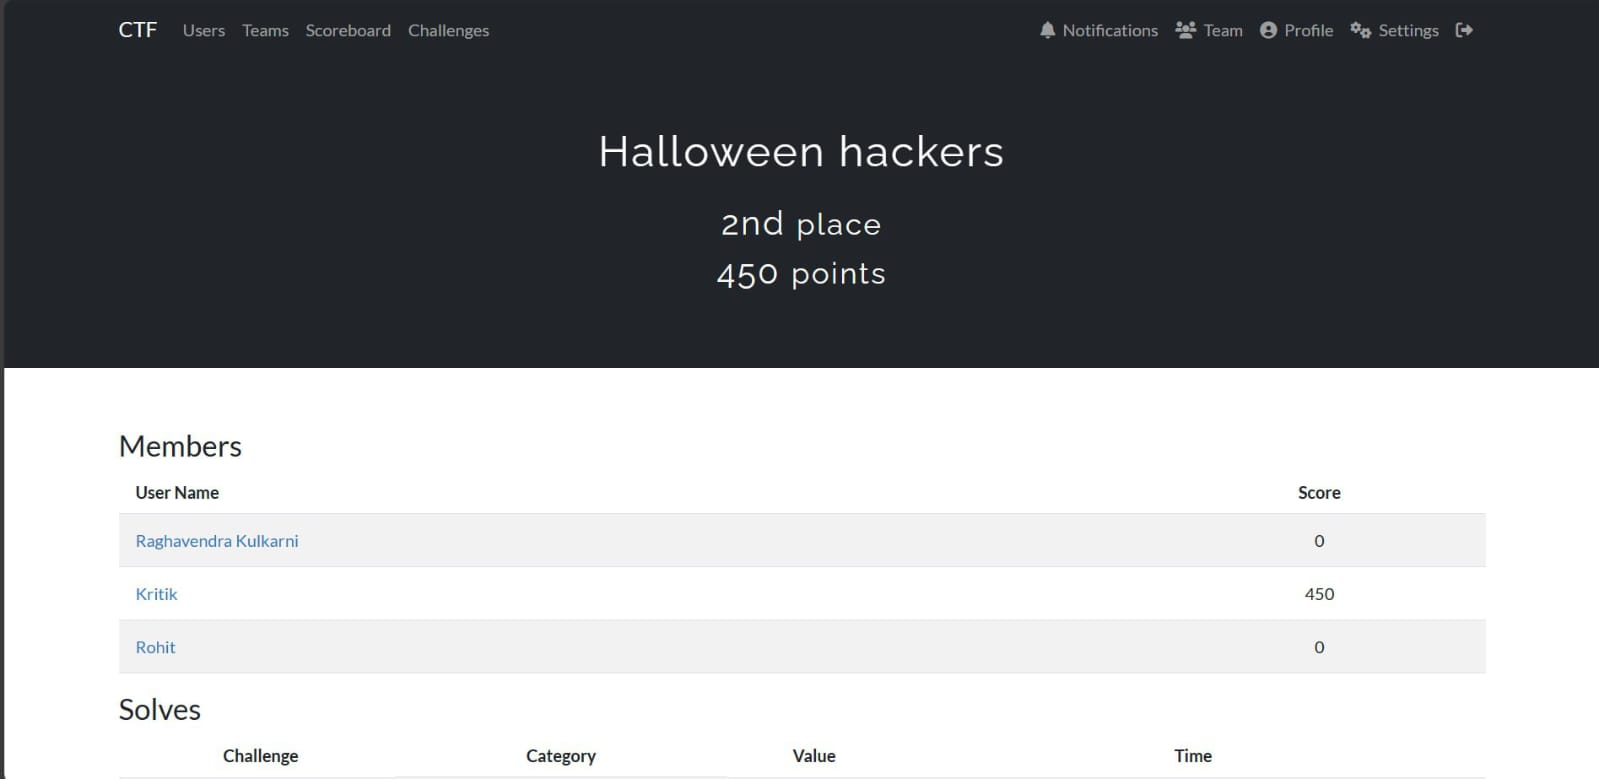 CTF Users Teams Scoreboard Challenges Notifications Team Profile Settings
Halloween hackers
2nd place
450 points
Members
User Name Score
Raghavendra Kulkarni 0
Kritik 450
Rohit 0
Solves
Challenge Category Value Time